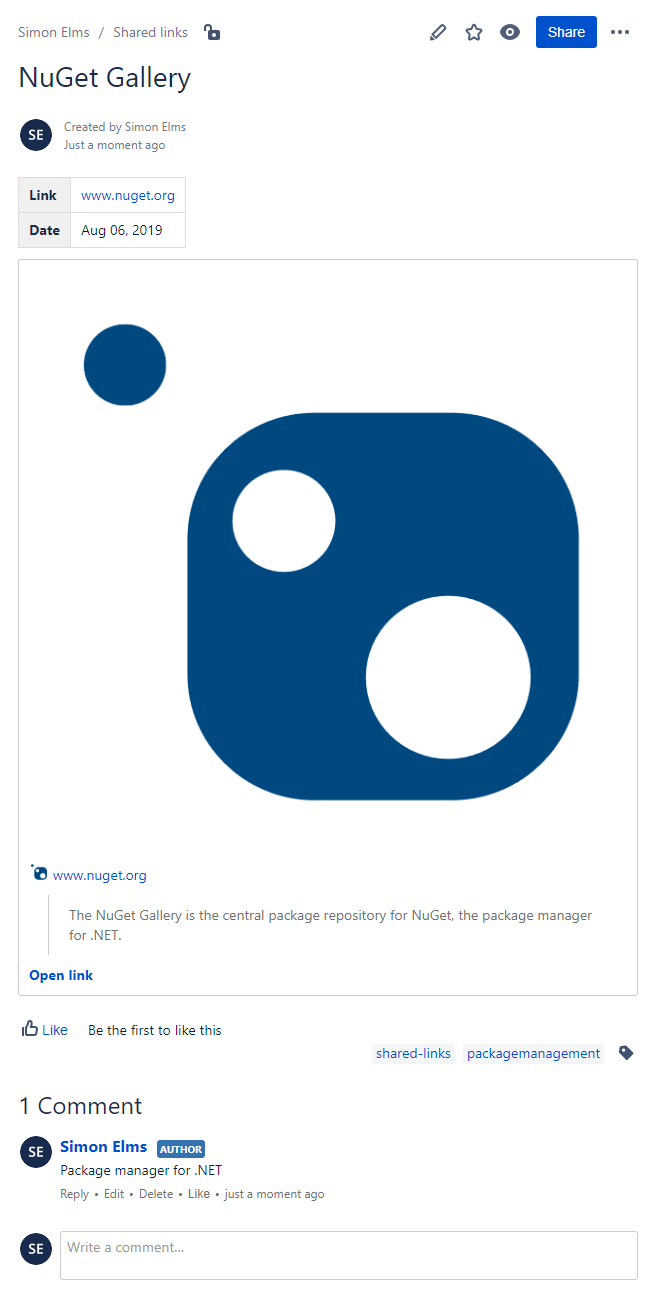 Simon Elms / Shared links Share
NuGet Gallery
SE Created by Simon Elms
Just a moment ago
Link www.nuget.org
Date Aug 06, 2019
www.nuget.org
The NuGet Gallery is the central package repository for NuGet, the package manager
for .NET.
Open link
Like Be the first to like this
shared-links packagemanagement
1 Comment
SE Simon Elms AUTHOR
Package manager for .NET
Reply • Edit • Delete • Like • just a moment ago
SE Write a comment...